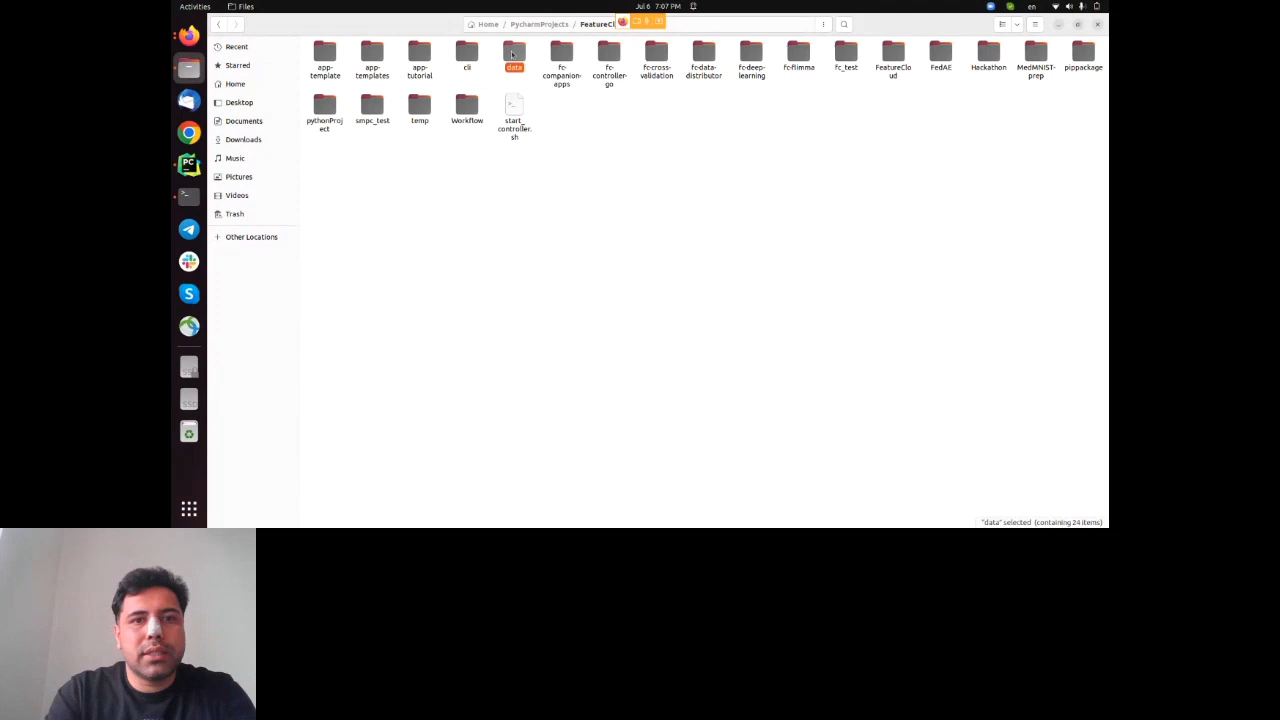 Activities
Files
Jul 6 7:07 PM
en
Home / PycharmProjects / FeatureCl
Recent
Starred
Home
Desktop
Documents
Downloads
Music
Pictures
Videos
Trash
Other Locations
app-
template
app-
templates
app-
tutorial
cli
data
fc-
companion-
apps
fc-
controller-
go
fc-cross-
validation
fc-data-
distributor
fc-deep-
learning
fc-flimma
fc_test
FeatureClo
ud
FedAE
Hackathon
MedMNIST-
prep
pippackage
pythonProj
ect
smpc_test
temp
Workflow
start_
controller.
sh
"data" selected (containing 24 items)